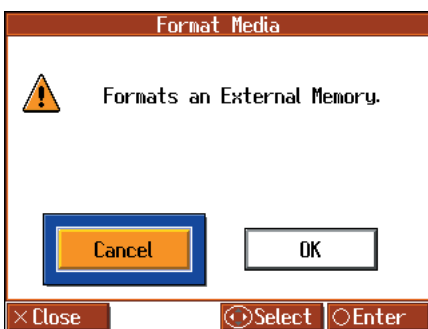 Format Media
Formats an External Memory.
Cancel OK
×Close Select ○Enter